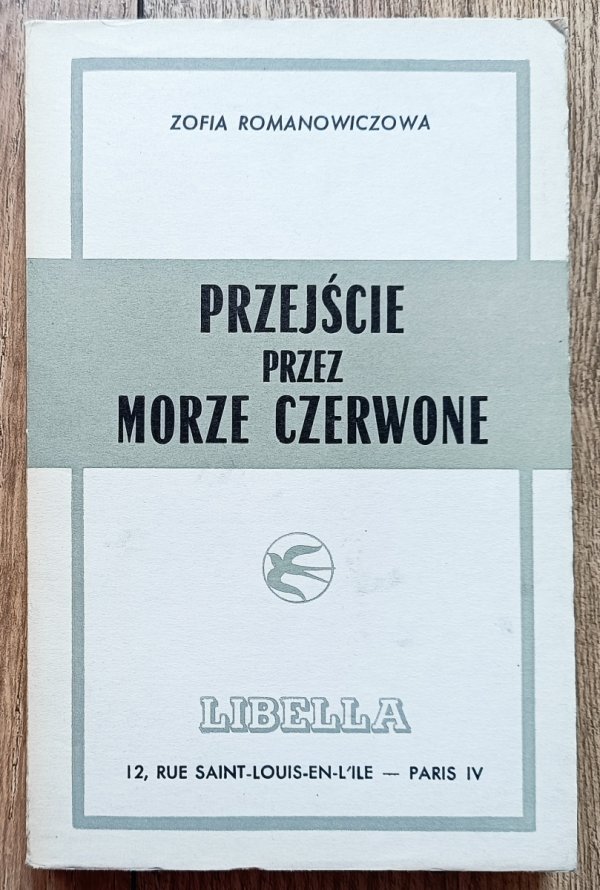 ZOFIA ROMANOWICZOWA
PRZEJŚCIE
PRZEZ
MORZE CZERWONE
LIBELLA
12, RUE SAINT-LOUIS-EN-L'ILE — PARIS IV